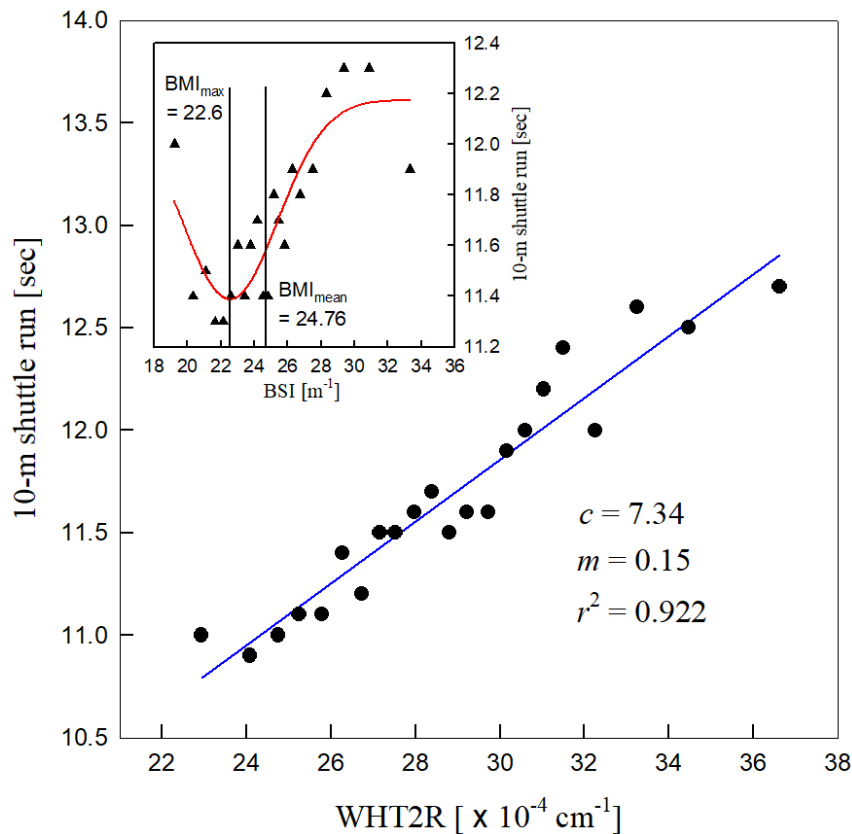 14.0
13.5
13.0
12.5
12.0
11.5
11.0
10.5
10-m shuttle run [sec]
22 24 26 28 30 32 34 36 38
WHT2R [ x 10⁻⁴ cm⁻¹]
12.4
12.2
12.0
11.8
11.6
11.4
11.2
10-m shuttle run [sec]
18 20 22 24 26 28 30 32 34 36
BSI [m⁻¹]
BMImax
= 22.6
BMImean
= 24.76
c = 7.34
m = 0.15
r² = 0.922